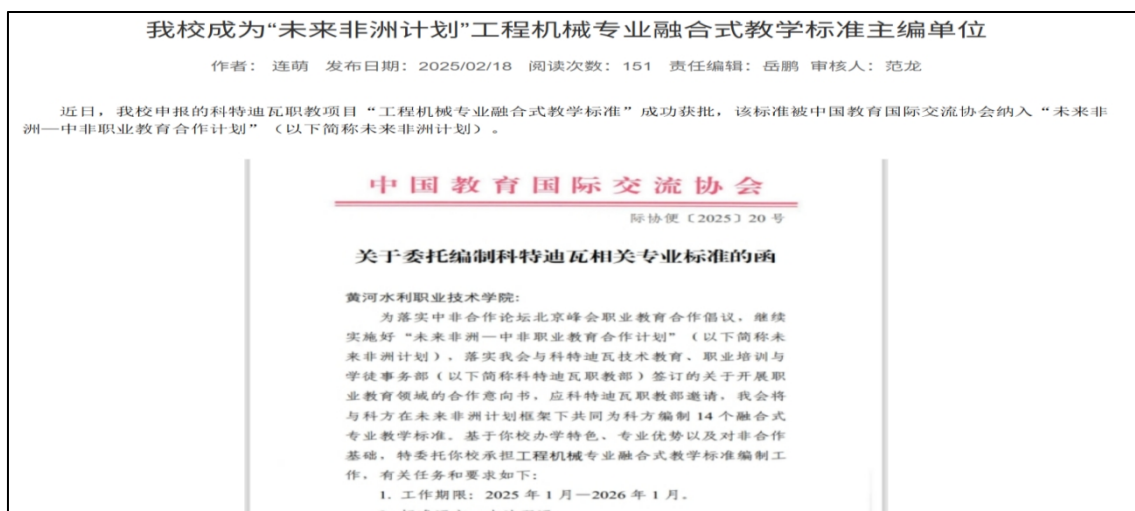 我校成为“未来非洲计划”工程机械专业融合式教学标准主编单位
作者： 连萌 发布日期：2025/02/18 阅读次数：151 责任编辑：岳鹏 审核人：范龙
近日，我校申报的科特迪瓦职教项目“工程机械专业融合式教学标准”成功获批，该标准被中国教育国际交流协会纳入“未来非
洲—中非职业教育合作计划”（以下简称未来非洲计划）。
中国教育国际交流协会
际协便〔2025〕20 号
关于委托编制科特迪瓦相关专业标准的函
黄河水利职业技术学院：
为落实中非合作论坛北京峰会职业教育合作倡议，继续
实施好“未来非洲—中非职业教育合作计划”（以下简称未
来非洲计划），落实我会与科特迪瓦技术教育、职业培训与
学徒事务部（以下简称科特迪瓦职教部）签订的关于开展职
业教育领域的合作意向书，应科特迪瓦职教部邀请，我会将
与科方在未来非洲计划框架下共同为科方编制 14 个融合式
专业教学标准。基于你校办学特色、专业优势以及对非合作
基础，特委托你校承担工程机械专业融合式教学标准编制工
作，有关任务和要求如下：
1. 工作期限：2025 年 1 月—2026 年 1 月。